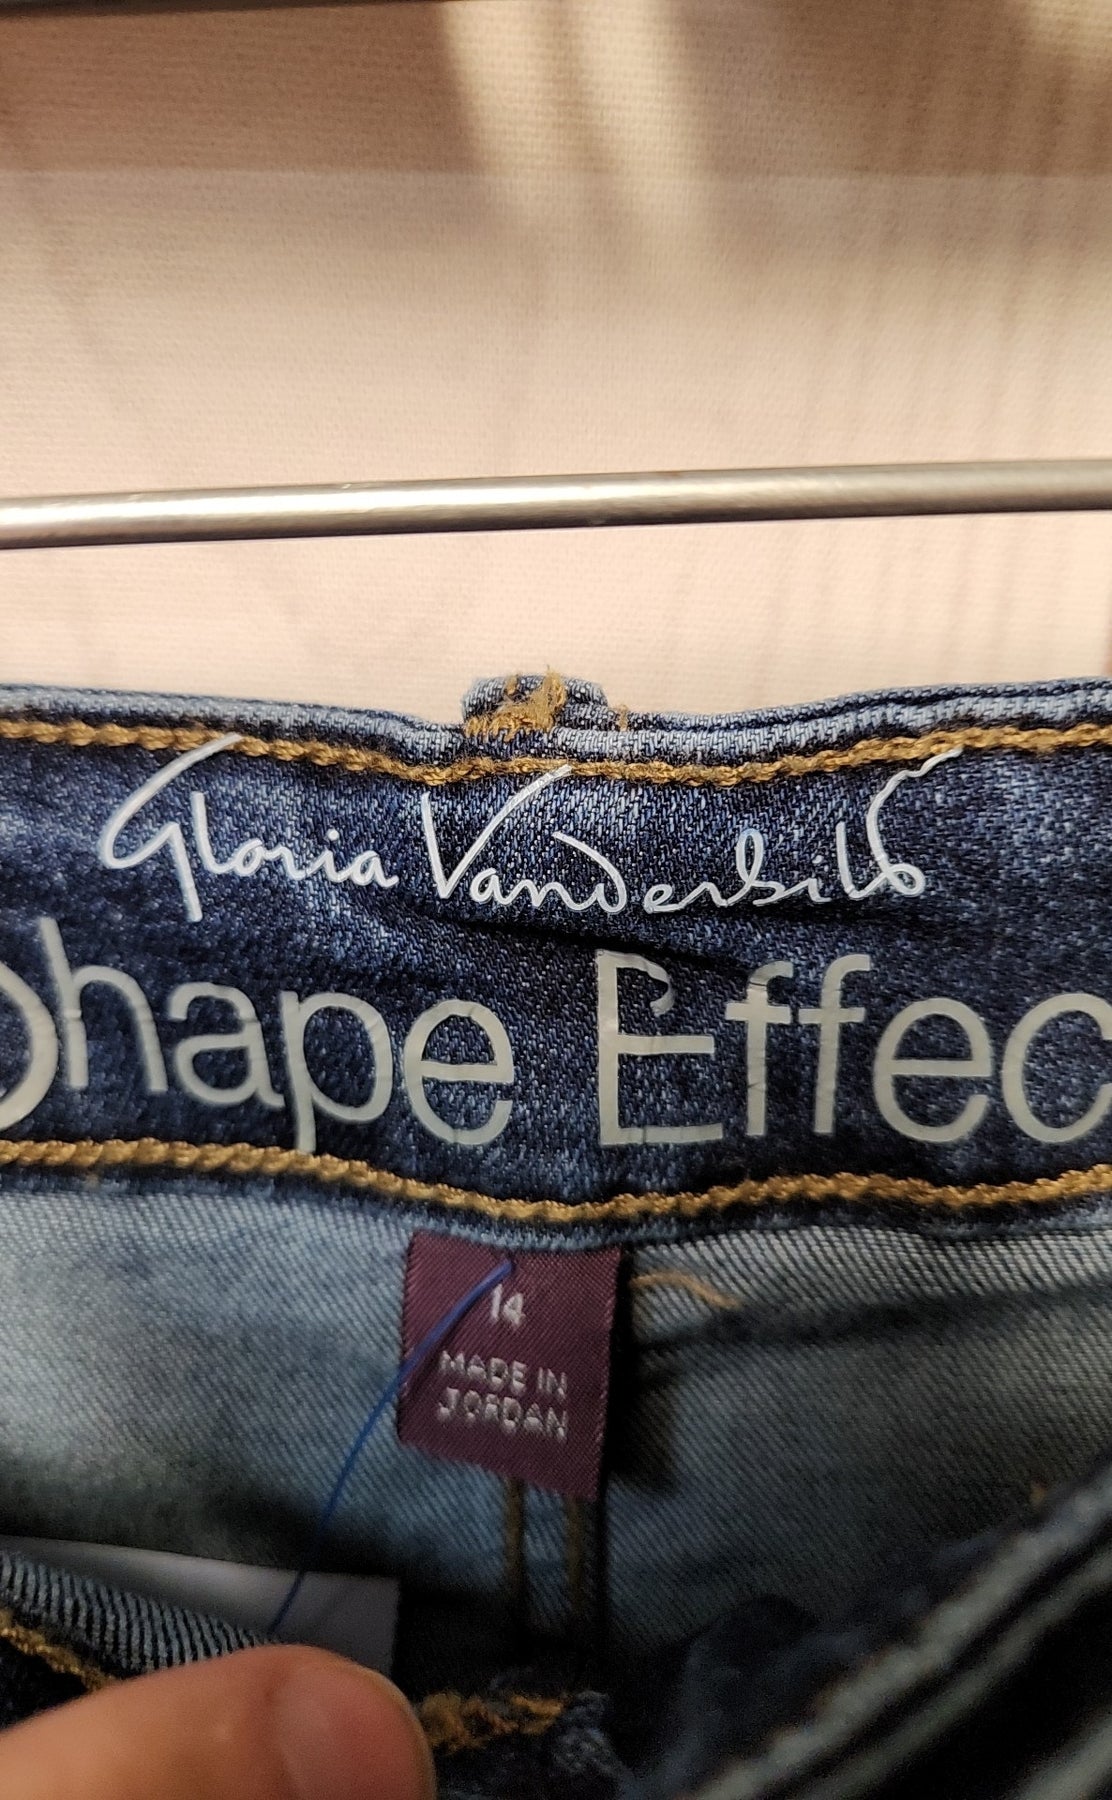 Gloria Vanderbilt
Shape Effec
14
MADE IN
JORDAN